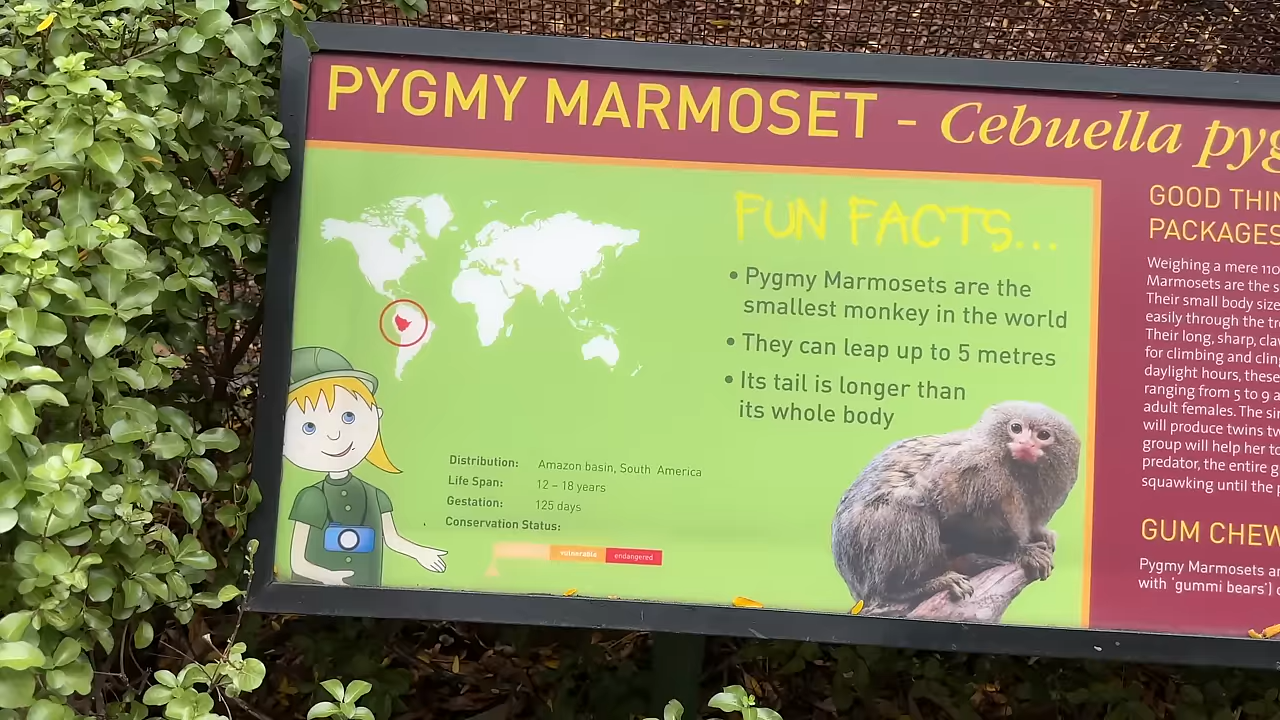 PYGMY MARMOSET - Cebuella pyg
FUN FACTS...
• Pygmy Marmosets are the
smallest monkey in the world
• They can leap up to 5 metres
• Its tail is longer than
its whole body
Distribution: Amazon basin, South America
Life Span: 12 – 18 years
Gestation: 125 days
Conservation Status:
vulnerable endangered
GOOD THIN
PACKAGES
Weighing a mere 110
Marmosets are the s
Their small body size
easily through the tr
Their long, sharp, cla
for climbing and cling
daylight hours, these
ranging from 5 to 9 a
adult females. The sin
will produce twins tw
group will help her to
predator, the entire g
squawking until the p
GUM CHEW
Pygmy Marmosets ar
with 'gummi bears') o